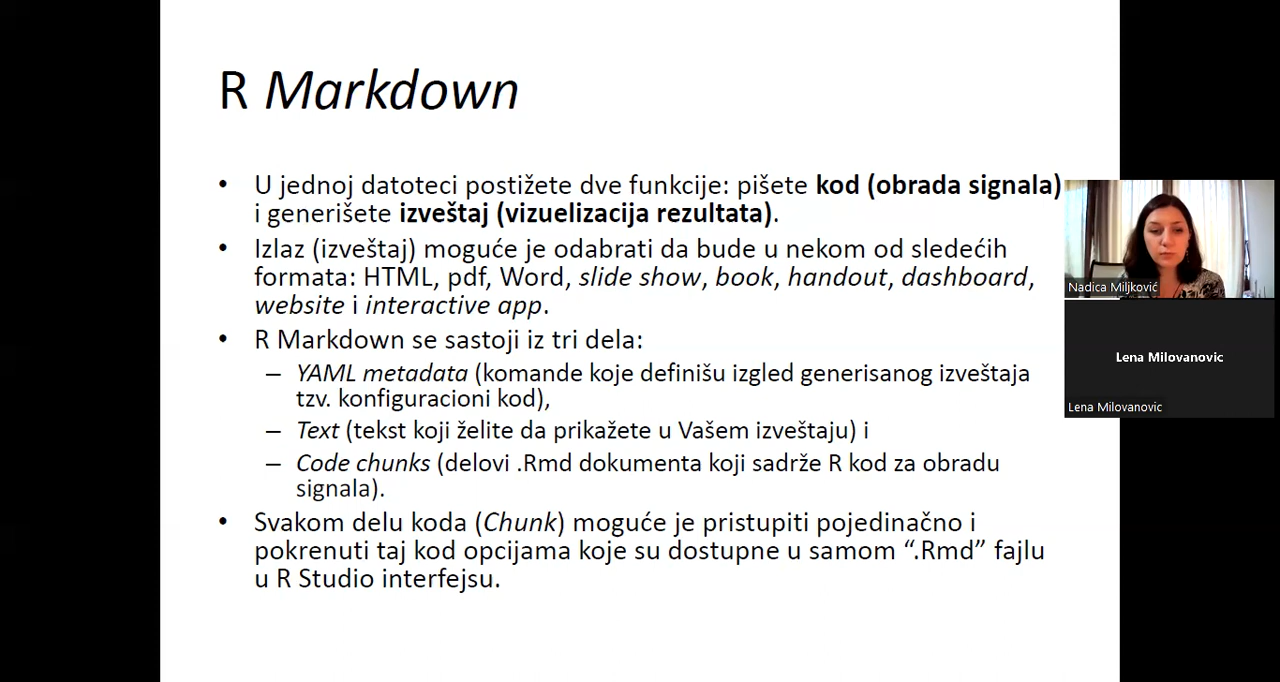 R Markdown
• U jednoj datoteci postižete dve funkcije: pišete kod (obrada signala)
i generišete izveštaj (vizuelizacija rezultata).
• Izlaz (izveštaj) moguće je odabrati da bude u nekom od sledećih
formata: HTML, pdf, Word, slide show, book, handout, dashboard,
website i interactive app.
• R Markdown se sastoji iz tri dela:
– YAML metadata (komande koje definišu izgled generisanog izveštaja
tzv. konfiguracioni kod),
– Text (tekst koji želite da prikažete u Vašem izveštaju) i
– Code chunks (delovi .Rmd dokumenta koji sadrže R kod za obradu
signala).
• Svakom delu koda (Chunk) moguće je pristupiti pojedinačno i
pokrenuti taj kod opcijama koje su dostupne u samom “.Rmd” fajlu
u R Studio interfejsu.
Nadica Miljković
Lena Milovanovic
Lena Milovanovic